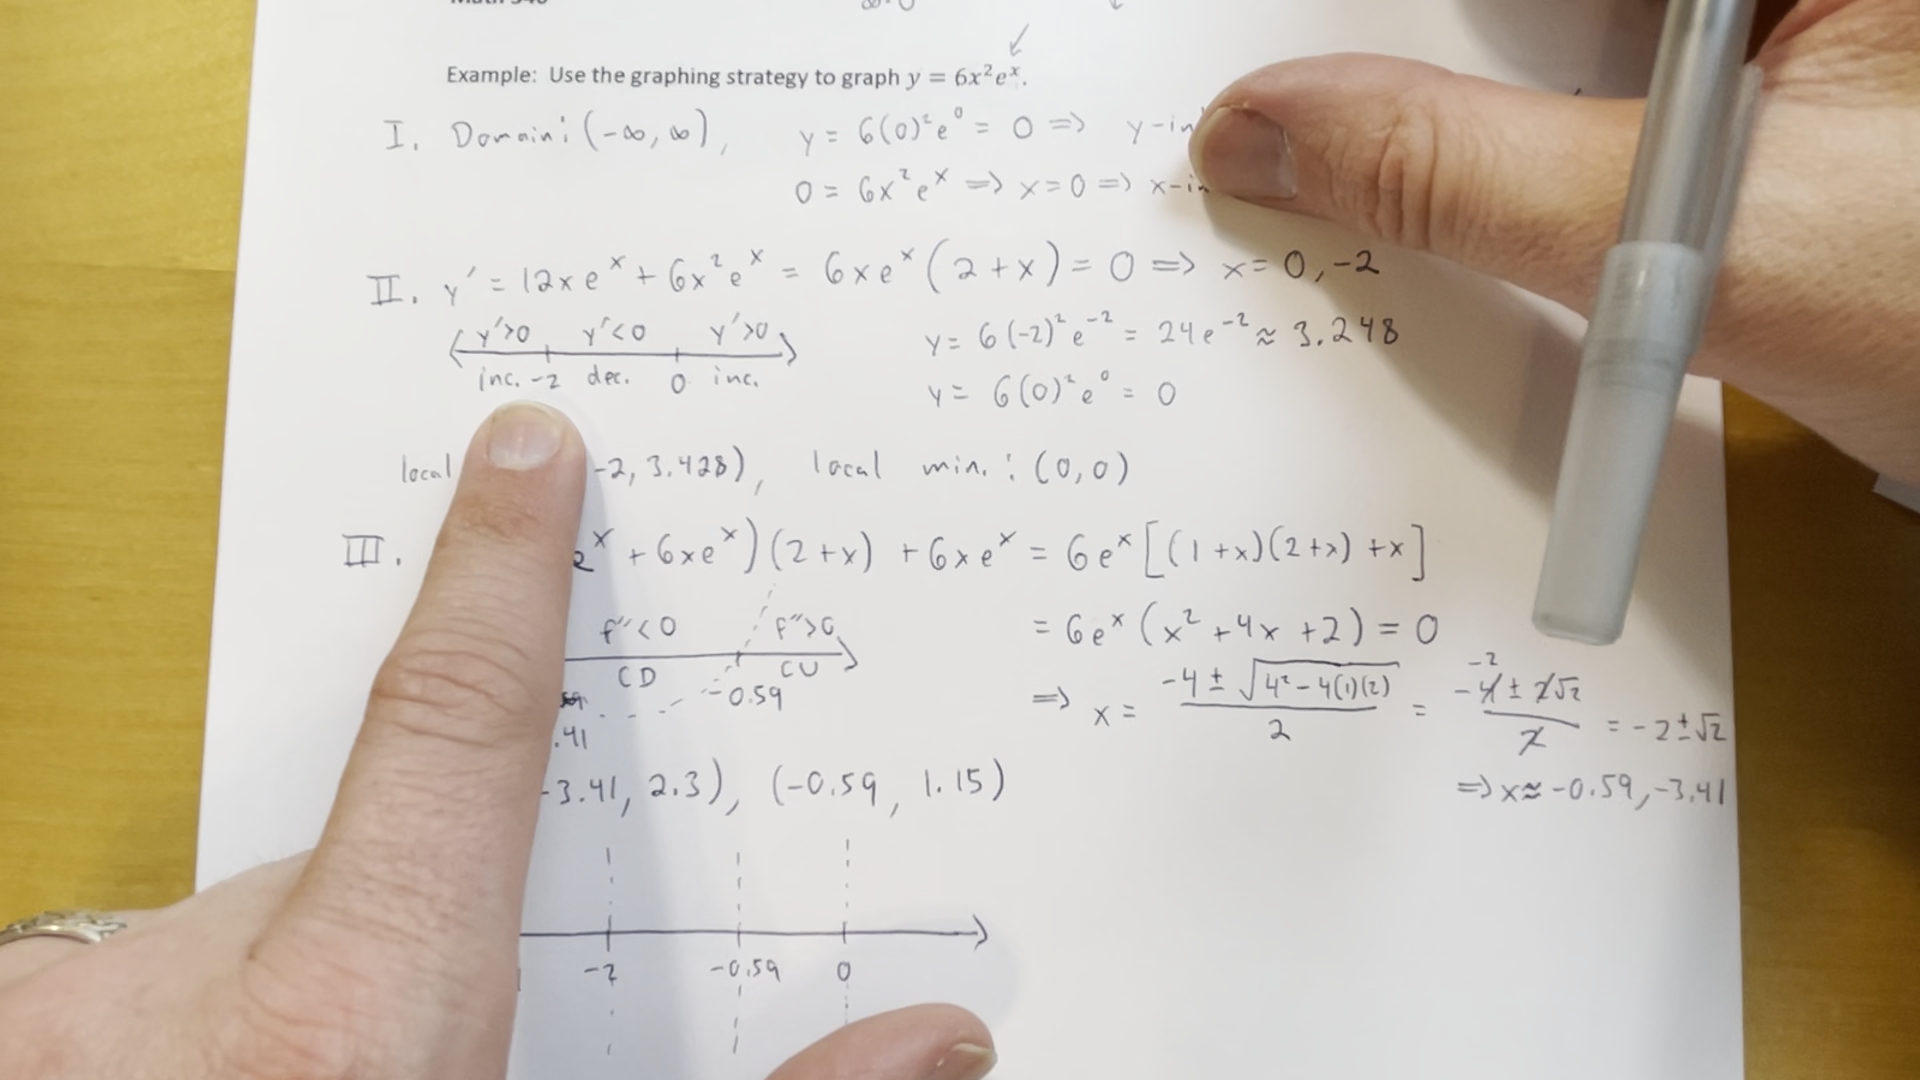 Example: Use the graphing strategy to graph y = 6x²eˣ.
I. Domain: (-∞, ∞), y = 6(0)²e⁰ = 0 => y-in
0 = 6x²eˣ => x=0 => x-in
II. y' = 12xeˣ + 6x²eˣ = 6xeˣ(2+x) = 0 => x = 0, -2
y'>0 y'<0 y'>0
inc. -2 dec. 0 inc.
y = 6(-2)²e⁻² = 24e⁻² ≈ 3.248
y = 6(0)²e⁰ = 0
local -2, 3.428), local min.: (0,0)
III. eˣ + 6xeˣ)(2+x) + 6xeˣ = 6eˣ[(1+x)(2+x)+x]
= 6eˣ(x²+4x+2) = 0
f''<0 f''>0
CD CU
-0.59
.41
=> x = (-4 ± √(4²-4(1)(2)))/2 = (-4 ± 2√2)/2 = -2±√2
-2
=> x ≈ -0.59, -3.41
-3.41, 2.3), (-0.59, 1.15)
-2 -0.59 0